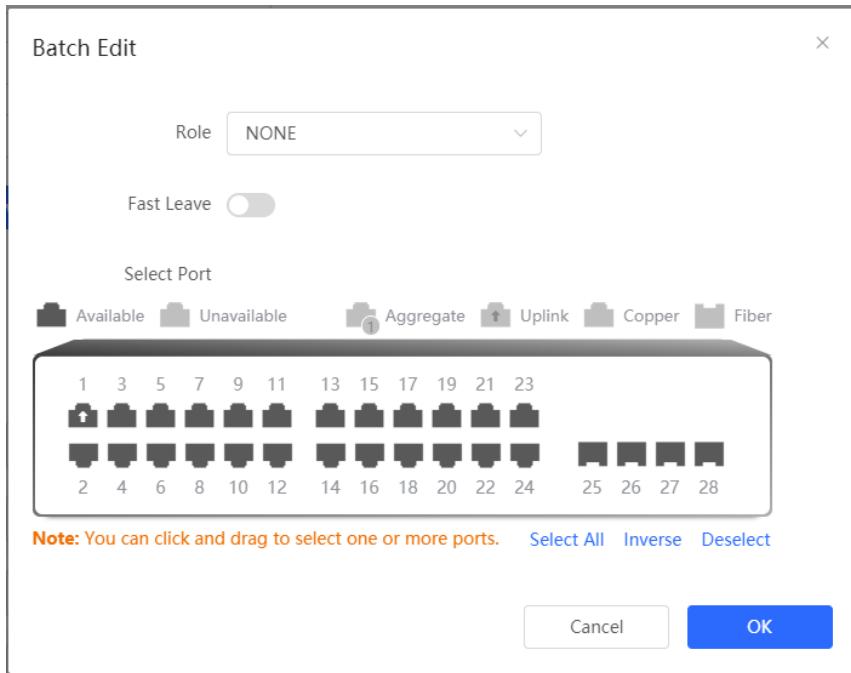 Batch Edit
Role NONE
Fast Leave
Select Port
Available Unavailable 1 Aggregate Uplink Copper Fiber
1 3 5 7 9 11 13 15 17 19 21 23
2 4 6 8 10 12 14 16 18 20 22 24 25 26 27 28
Note: You can click and drag to select one or more ports. Select All Inverse Deselect
Cancel OK